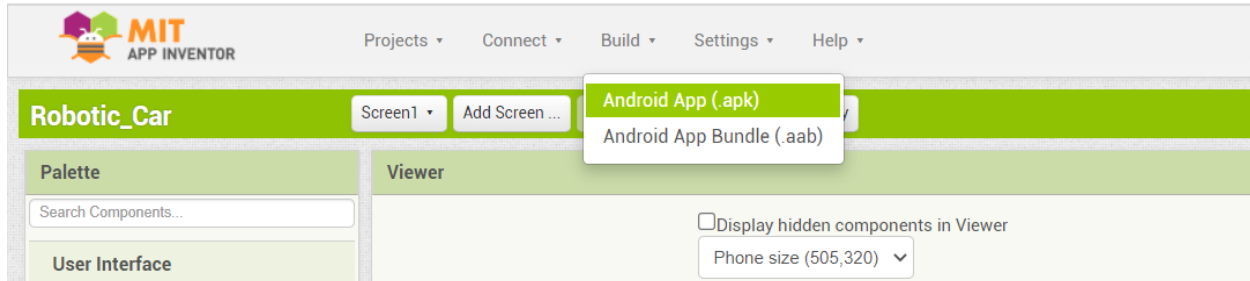 MIT
APP INVENTOR
Projects Connect Build Settings Help
Android App (.apk)
Android App Bundle (.aab)
Robotic_Car
Screen1 Add Screen ...
Palette
Viewer
Search Components...
Display hidden components in Viewer
Phone size (505,320)
User Interface